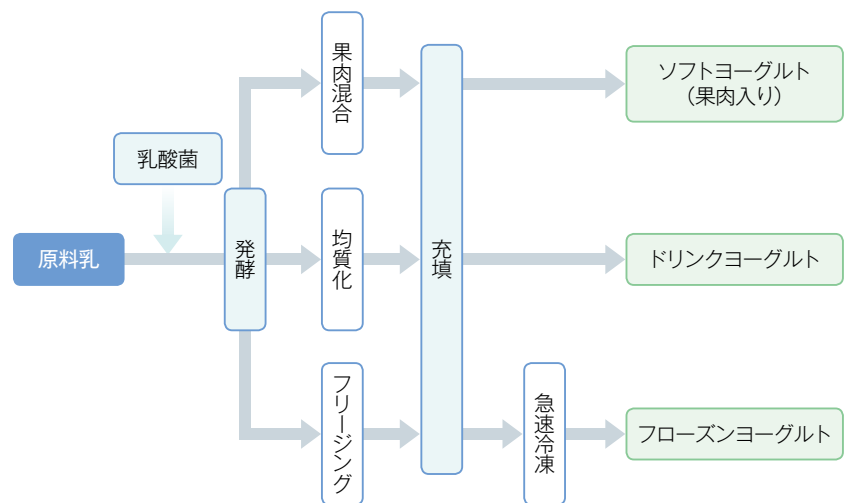 原料乳
乳酸菌
発酵
果肉混合
均質化
フリージング
充填
急速冷凍
ソフトヨーグルト
（果肉入り）
ドリンクヨーグルト
フローズンヨーグルト